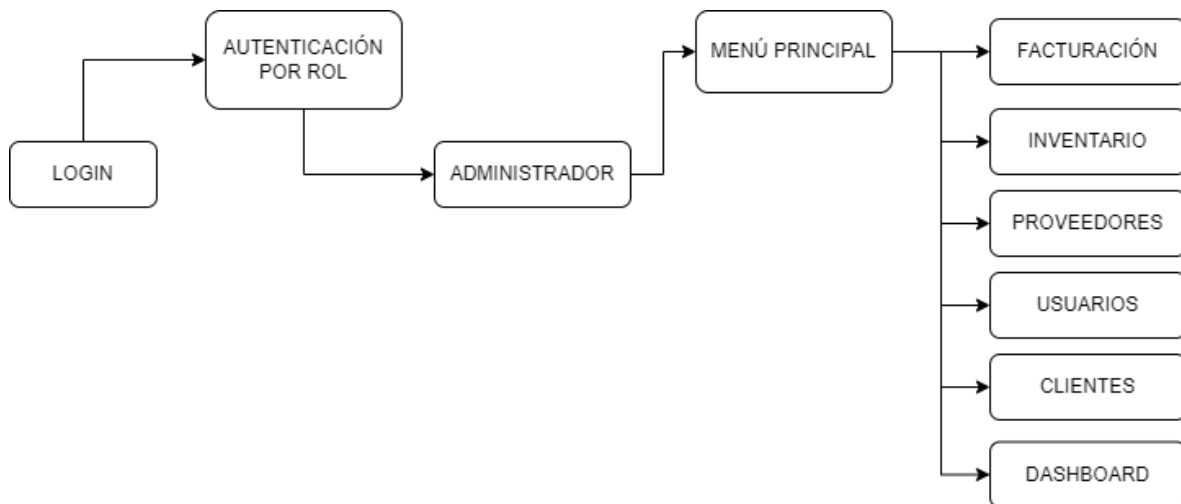 AUTENTICACIÓN
POR ROL
MENÚ PRINCIPAL
FACTURACIÓN
LOGIN
ADMINISTRADOR
INVENTARIO
PROVEEDORES
USUARIOS
CLIENTES
DASHBOARD